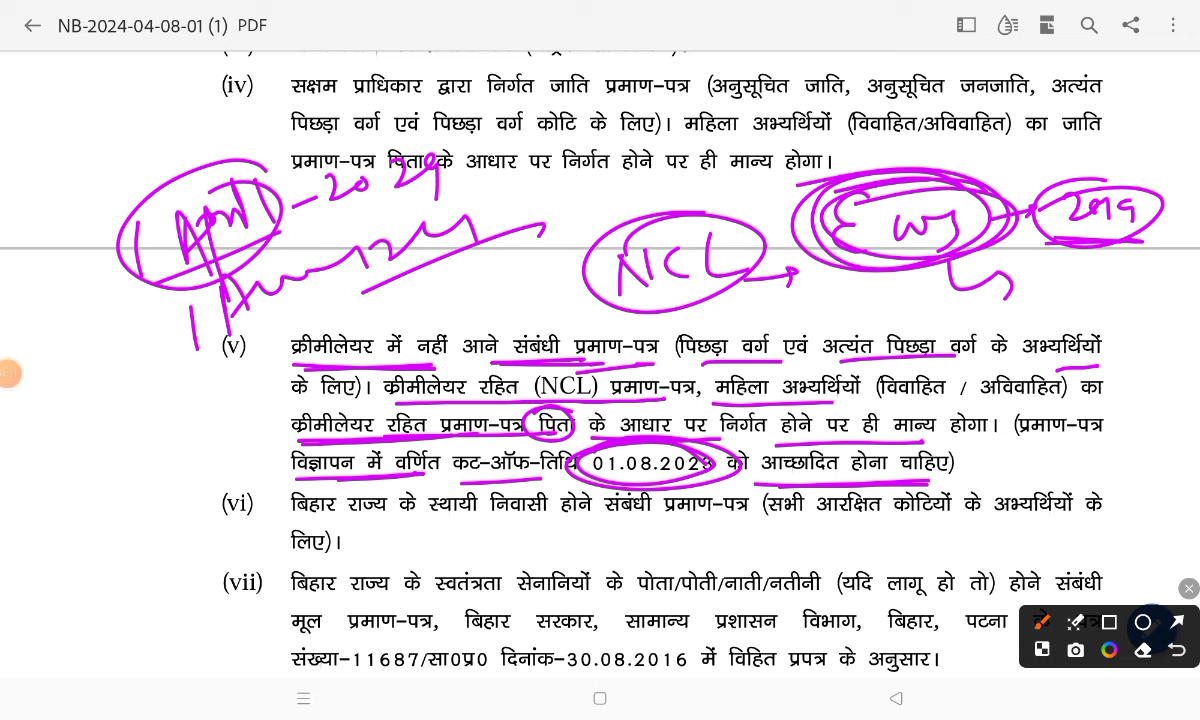 NB-2024-04-08-01 (1) PDF
(iv) सक्षम प्राधिकार द्वारा निर्गत जाति प्रमाण-पत्र (अनुसूचित जाति, अनुसूचित जनजाति, अत्यंत
पिछड़ा वर्ग एवं पिछड़ा वर्ग कोटि के लिए)। महिला अभ्यर्थियों (विवाहित/अविवाहित) का जाति
प्रमाण-पत्र पिता के आधार पर निर्गत होने पर ही मान्य होगा।
1 April
NCL
EWS
(v) क्रीमीलेयर में नहीं आने संबंधी प्रमाण-पत्र (पिछड़ा वर्ग एवं अत्यंत पिछड़ा वर्ग के अभ्यर्थियों
के लिए)। क्रीमीलेयर रहित (NCL) प्रमाण-पत्र, महिला अभ्यर्थियों (विवाहित / अविवाहित) का
क्रीमीलेयर रहित प्रमाण-पत्र पिता के आधार पर निर्गत होने पर ही मान्य होगा। (प्रमाण-पत्र
विज्ञापन में वर्णित कट-ऑफ-तिथि 01.08.2023 को आच्छादित होना चाहिए)
(vi) बिहार राज्य के स्थायी निवासी होने संबंधी प्रमाण-पत्र (सभी आरक्षित कोटियों के अभ्यर्थियों के
लिए)।
(vii) बिहार राज्य के स्वतंत्रता सेनानियों के पोता/पोती/नाती/नतीनी (यदि लागू हो तो) होने संबंधी
मूल प्रमाण-पत्र, बिहार सरकार, सामान्य प्रशासन विभाग, बिहार, पटना
संख्या-11687/सा0प्र0 दिनांक-30.08.2016 में विहित प्रपत्र के अनुसार।